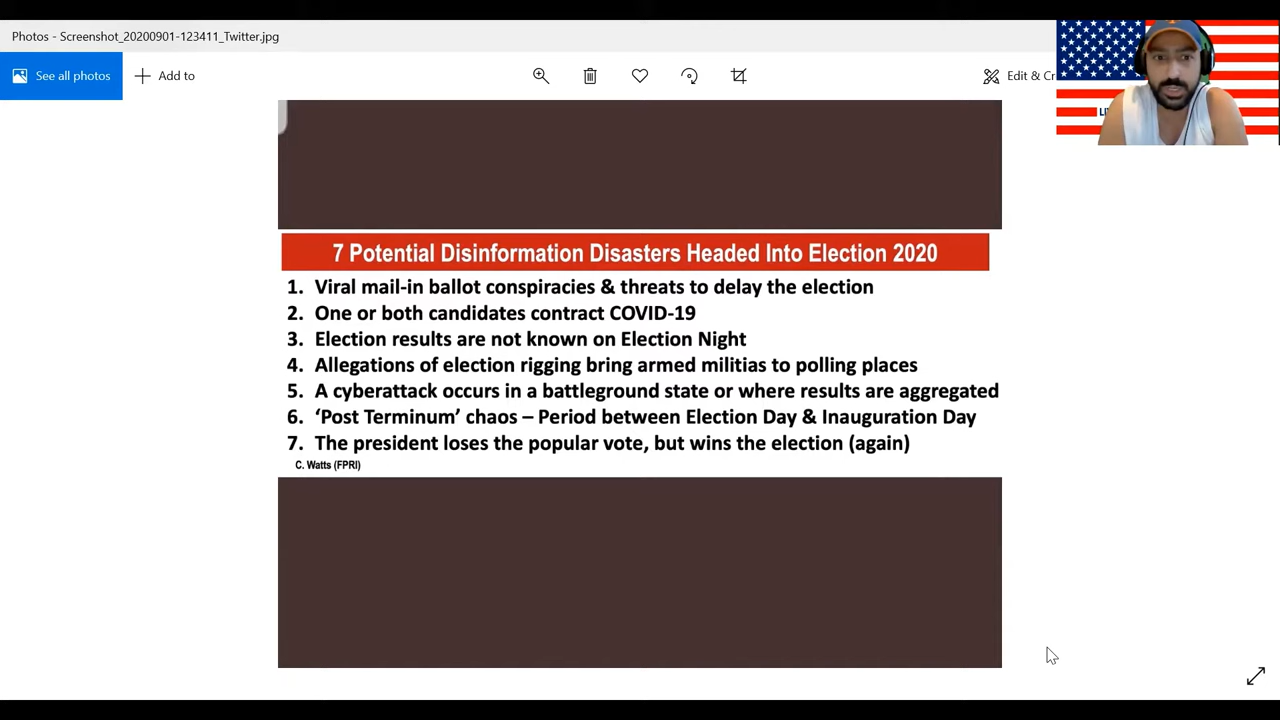 Photos - Screenshot_20200901-123411_Twitter.jpg
See all photos
Add to
Edit & Cr
LI
7 Potential Disinformation Disasters Headed Into Election 2020
1. Viral mail-in ballot conspiracies & threats to delay the election
2. One or both candidates contract COVID-19
3. Election results are not known on Election Night
4. Allegations of election rigging bring armed militias to polling places
5. A cyberattack occurs in a battleground state or where results are aggregated
6. ‘Post Terminum’ chaos – Period between Election Day & Inauguration Day
7. The president loses the popular vote, but wins the election (again)
C. Watts (FPRI)